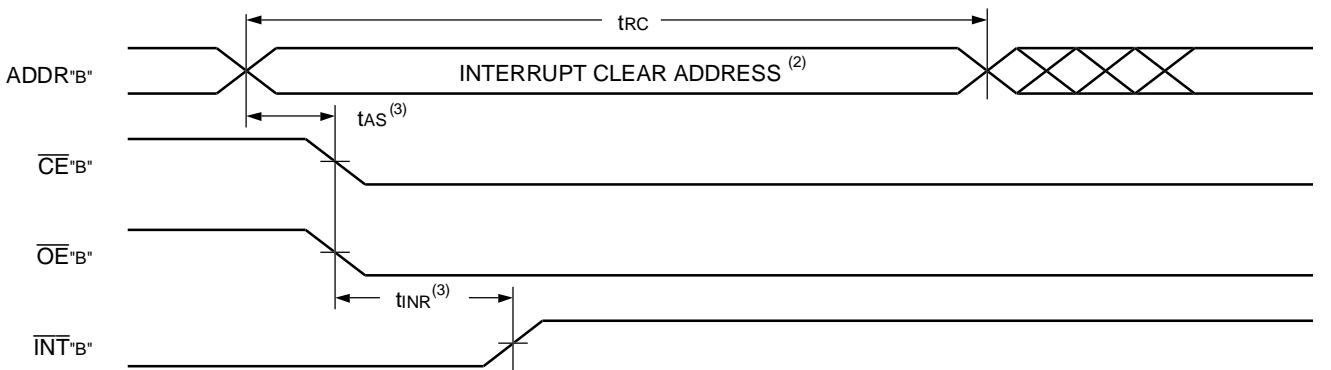 tRC
ADDR"B"
INTERRUPT CLEAR ADDRESS (2)
tAS(3)
CE"B"
OE"B"
tINR(3)
INT"B"